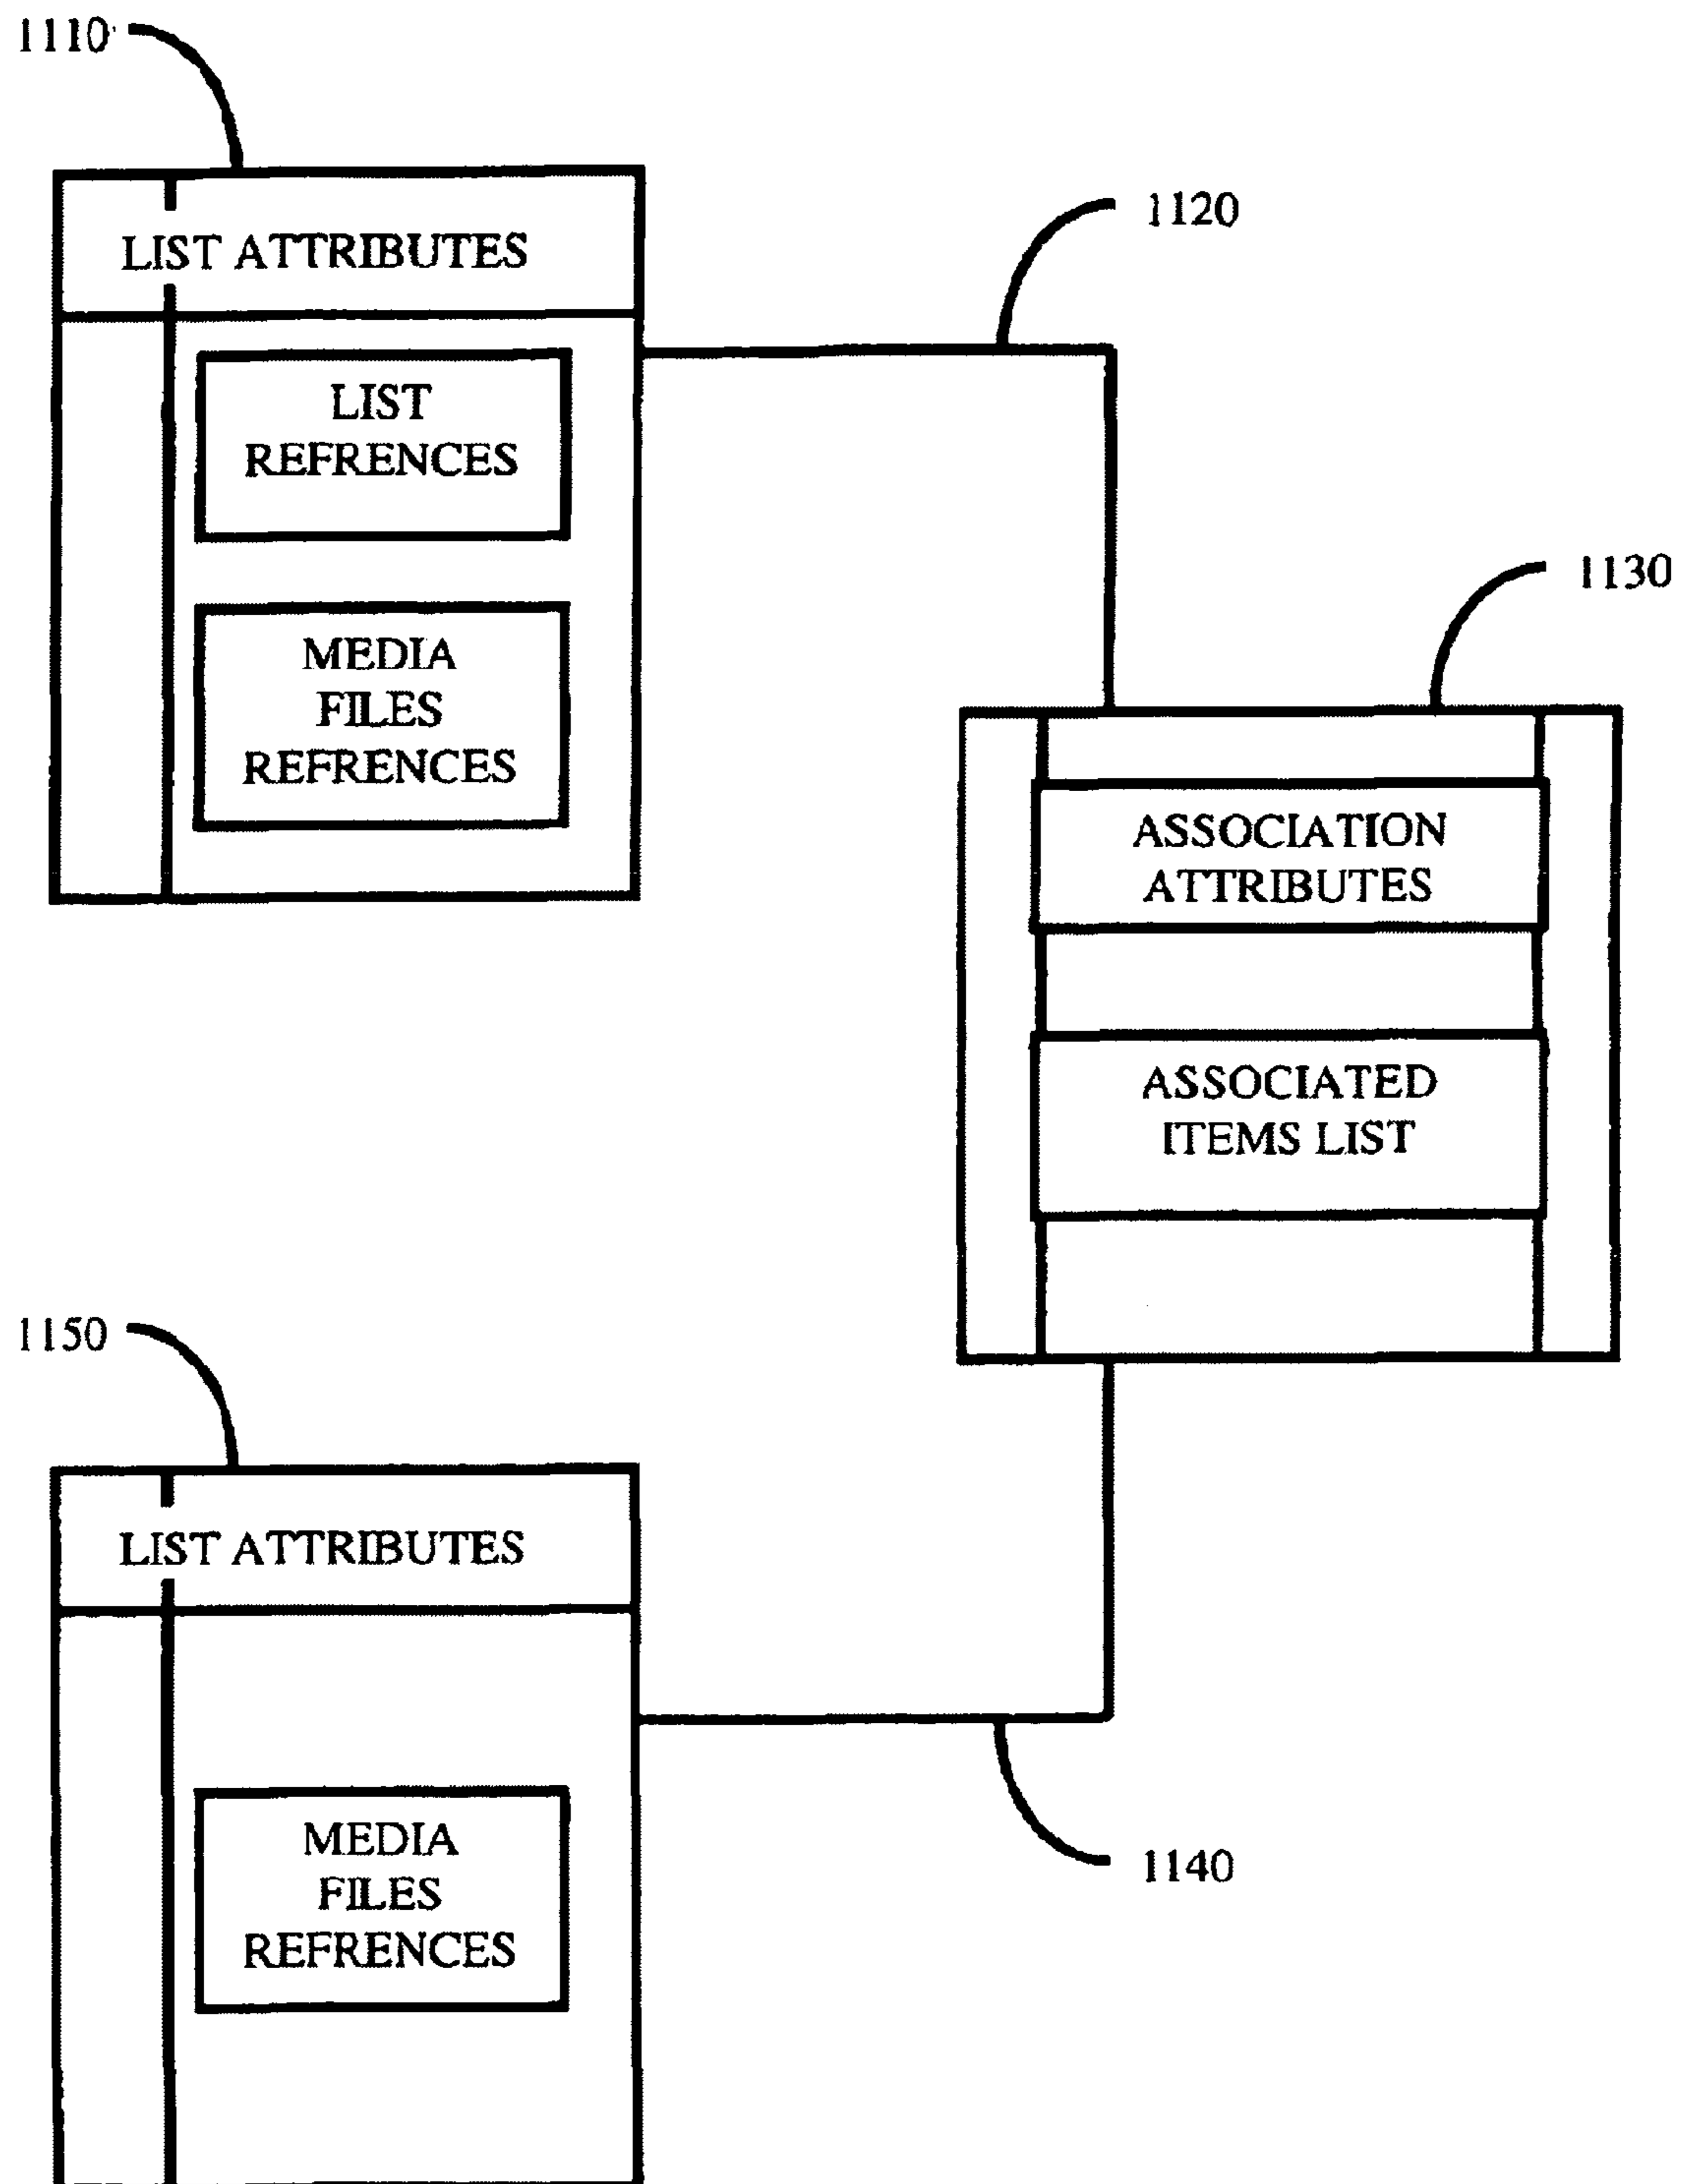 1110
LIST ATTRIBUTES
LIST
REFRENCES
MEDIA
FILES
REFRENCES
1120
1130
ASSOCIATION
ATTRIBUTES
ASSOCIATED
ITEMS LIST
1150
LIST ATTRIBUTES
MEDIA
FILES
REFRENCES
1140